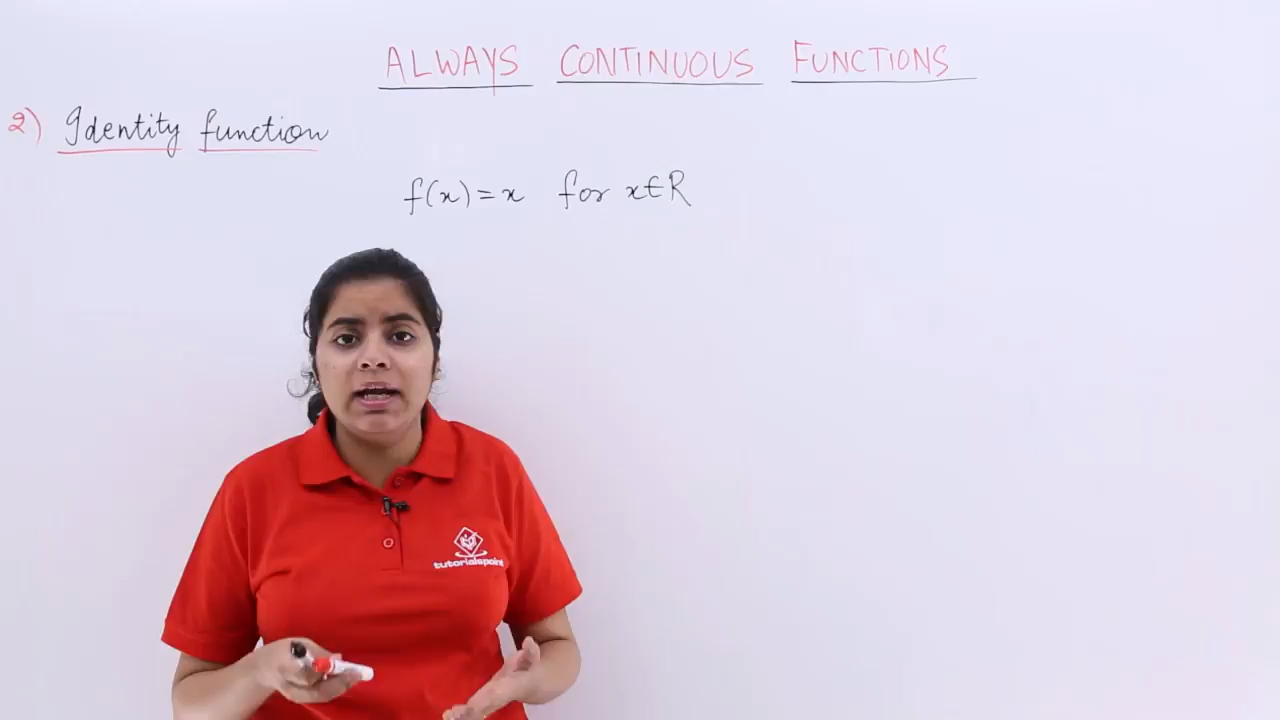 ALWAYS CONTINUOUS FUNCTIONS
2) Identity function
f(x) = x for x∈R
tutorialspoint